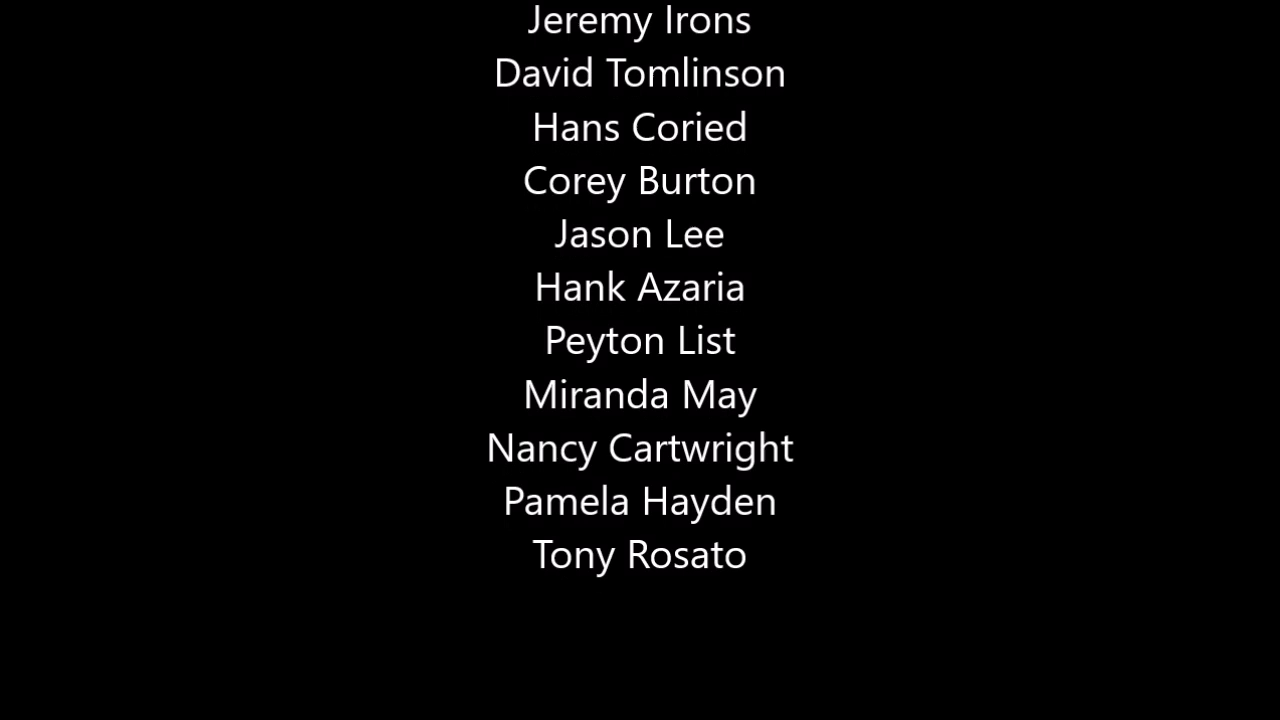 Jeremy Irons
David Tomlinson
Hans Coried
Corey Burton
Jason Lee
Hank Azaria
Peyton List
Miranda May
Nancy Cartwright
Pamela Hayden
Tony Rosato